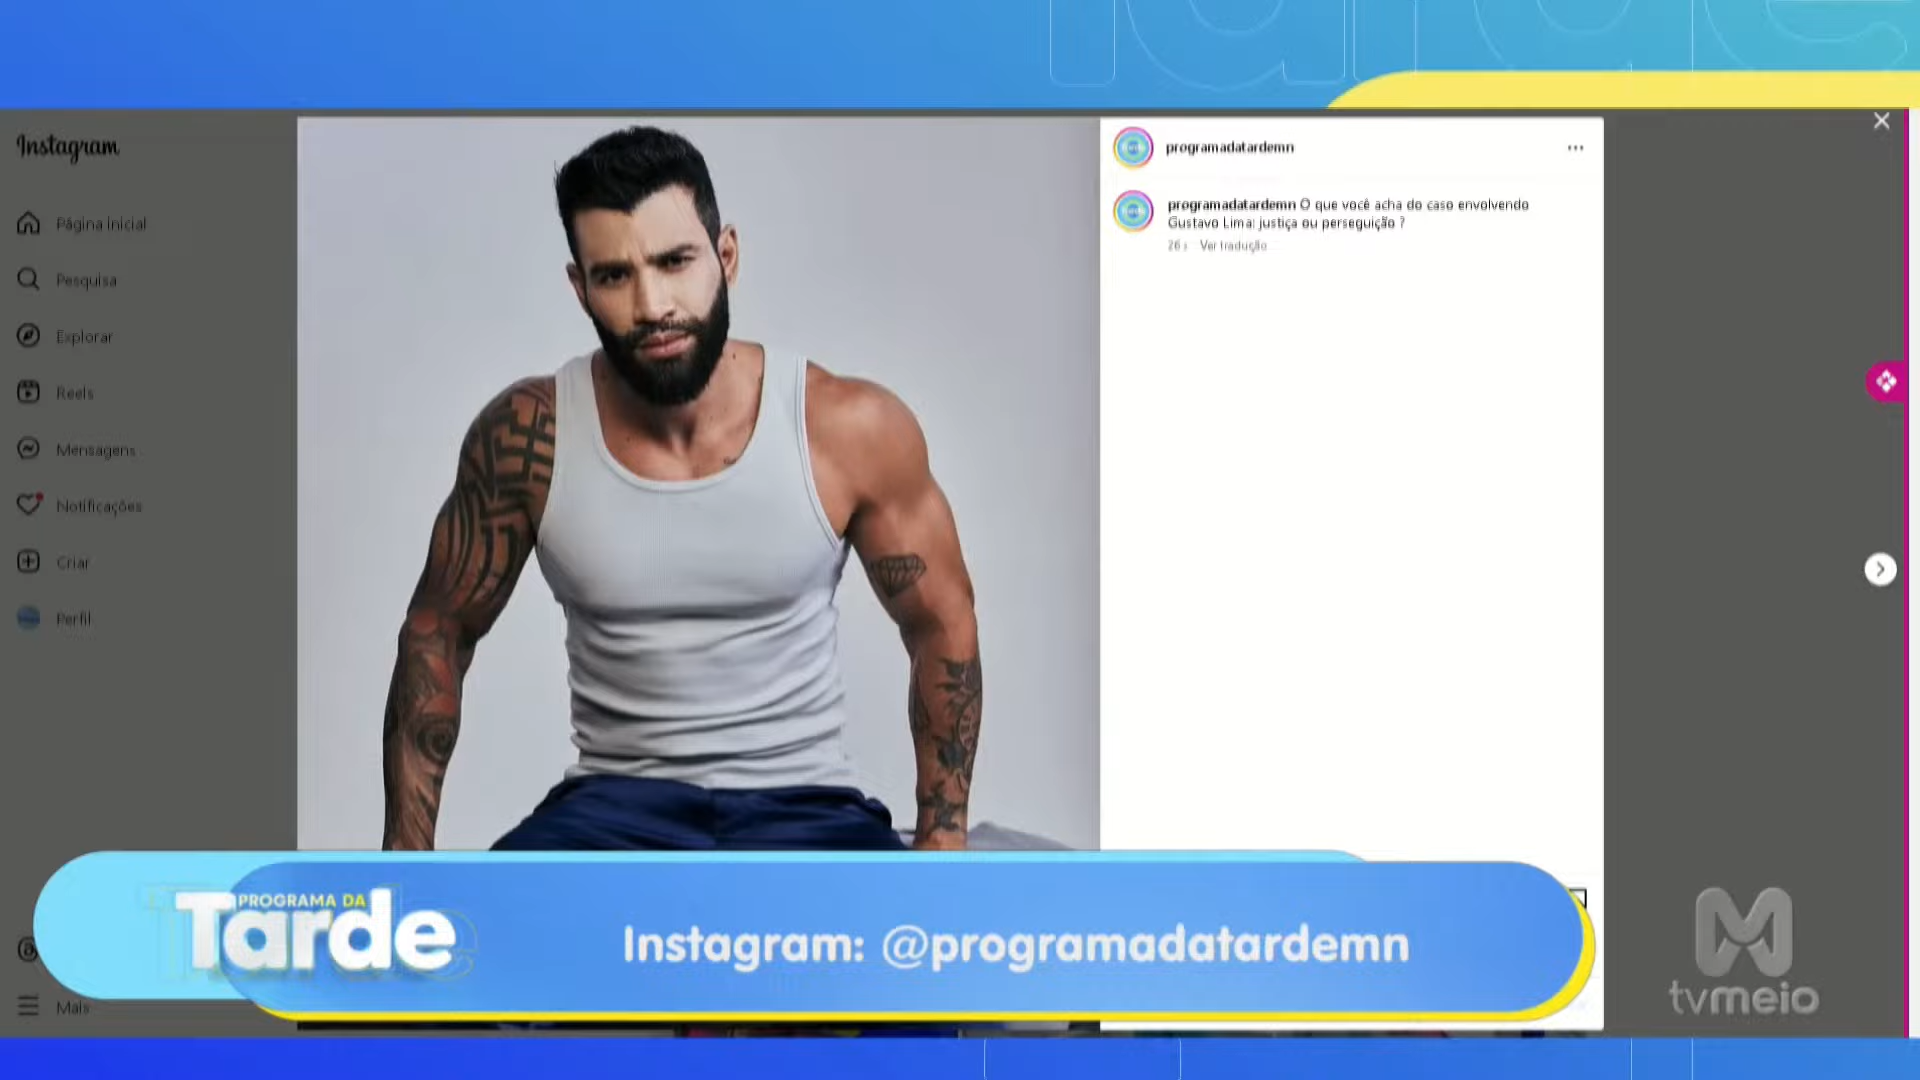 Instagram
Página inicial
Pesquisa
Explorar
Reels
Mensagens
Notificações
Criar
Perfil
Mais
programadatardemn
programadatardemn O que você acha do caso envolvendo
Gustavo Lima: justiça ou perseguição ?
26 s Ver tradução
PROGRAMA DA
Tarde
Instagram: @programadatardemn
tvmeio